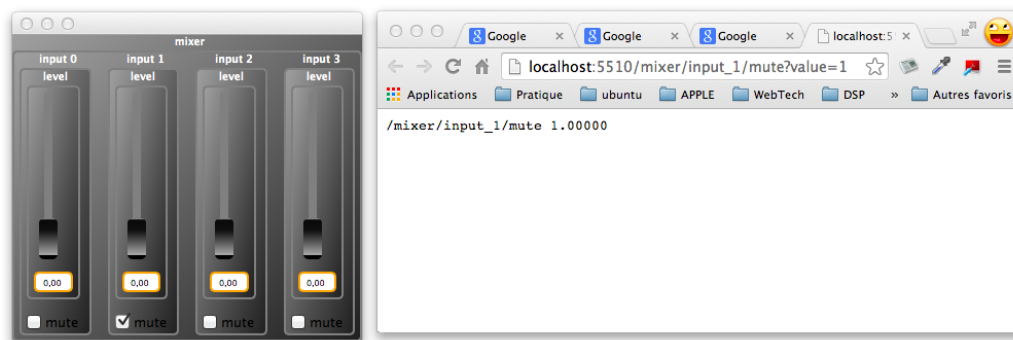 mixer
input 0 input 1 input 2 input 3
level level level level
0,00 0,00 0,00 0,00
mute mute mute mute
Google Google Google localhost:5
localhost:5510/mixer/input_1/mute?value=1
Applications Pratique ubuntu APPLE WebTech DSP » Autres favoris
/mixer/input_1/mute 1.00000